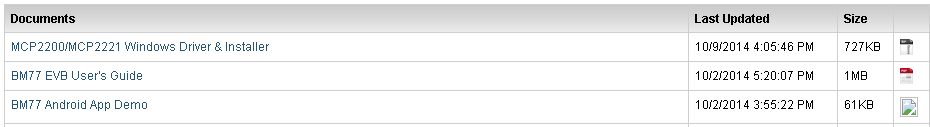 Documents Last Updated Size
MCP2200/MCP2221 Windows Driver & Installer 10/9/2014 4:05:46 PM 727KB
BM77 EVB User's Guide 10/2/2014 5:20:07 PM 1MB
BM77 Android App Demo 10/2/2014 3:55:22 PM 61KB